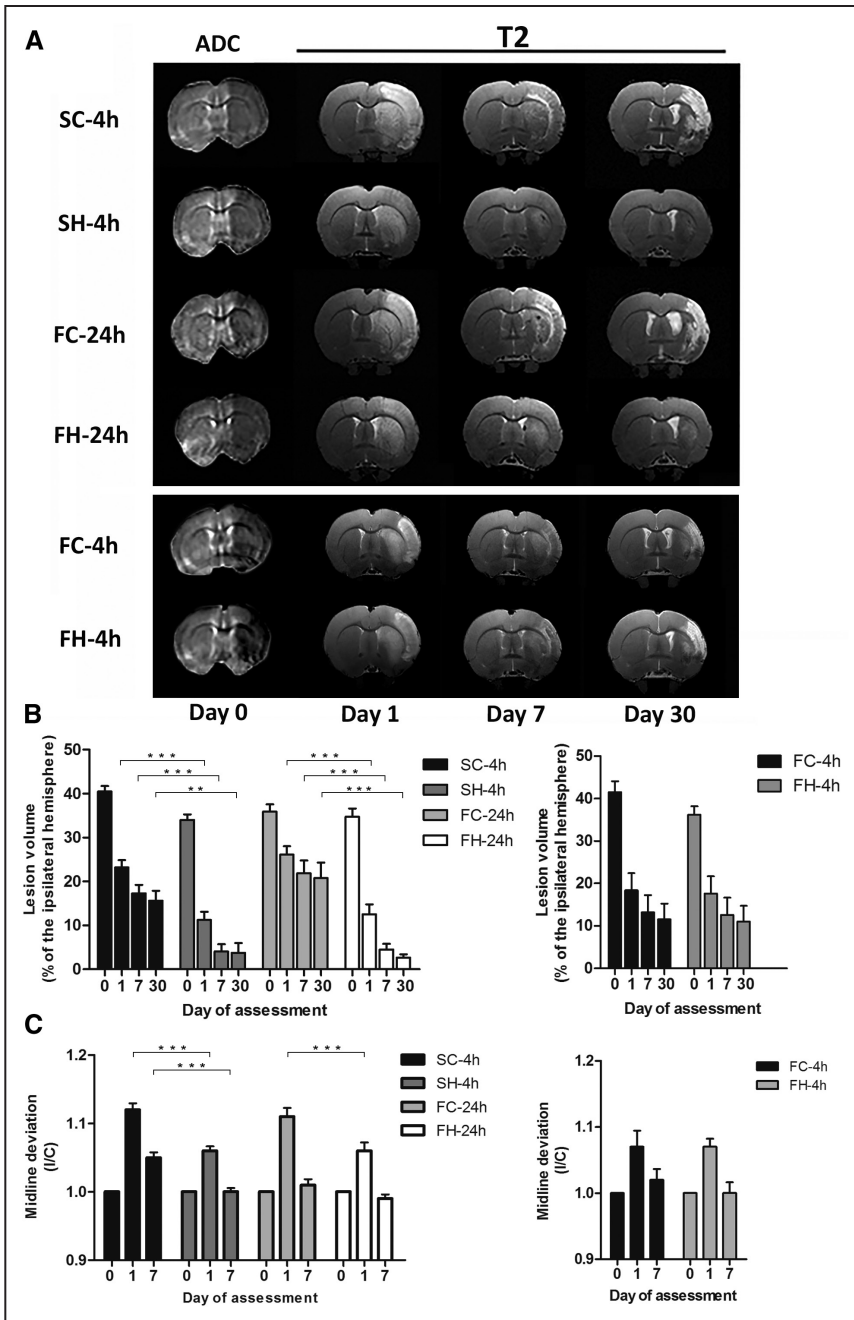 A
ADC
T2
SC-4h
SH-4h
FC-24h
FH-24h
FC-4h
FH-4h
Day 0
Day 1
Day 7
Day 30
B
Lesion volume
(% of the ipsilateral hemisphere)
50
40
30
20
10
0
* * *
* * *
* *
* * *
* * *
* * *
0 1 7 30 0 1 7 30 0 1 7 30 0 1 7 30
Day of assessment
SC-4h
SH-4h
FC-24h
FH-24h
Lesion volume
(% of the ipsilateral hemisphere)
50
40
30
20
10
0
0 1 7 30 0 1 7 30
Day of assessment
FC-4h
FH-4h
C
Midline deviation
(I/C)
1.2
1.1
1.0
0.9
* * *
* * *
* * *
0 1 7 0 1 7 0 1 7 0 1 7
Day of assessment
SC-4h
SH-4h
FC-24h
FH-24h
Midline deviation
(I/C)
1.2
1.1
1.0
0.9
0 1 7 0 1 7
Day of assessment
FC-4h
FH-4h